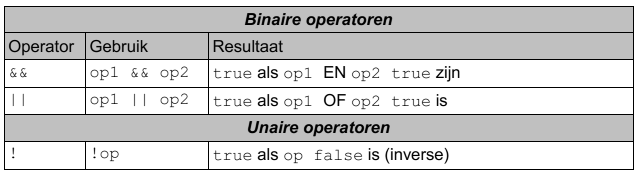 Binaire operatoren
Operator Gebruik Resultaat
&& op1 && op2 true als op1 EN op2 true zijn
|| op1 || op2 true als op1 OF op2 true is
Unaire operatoren
! !op true als op false is (inverse)